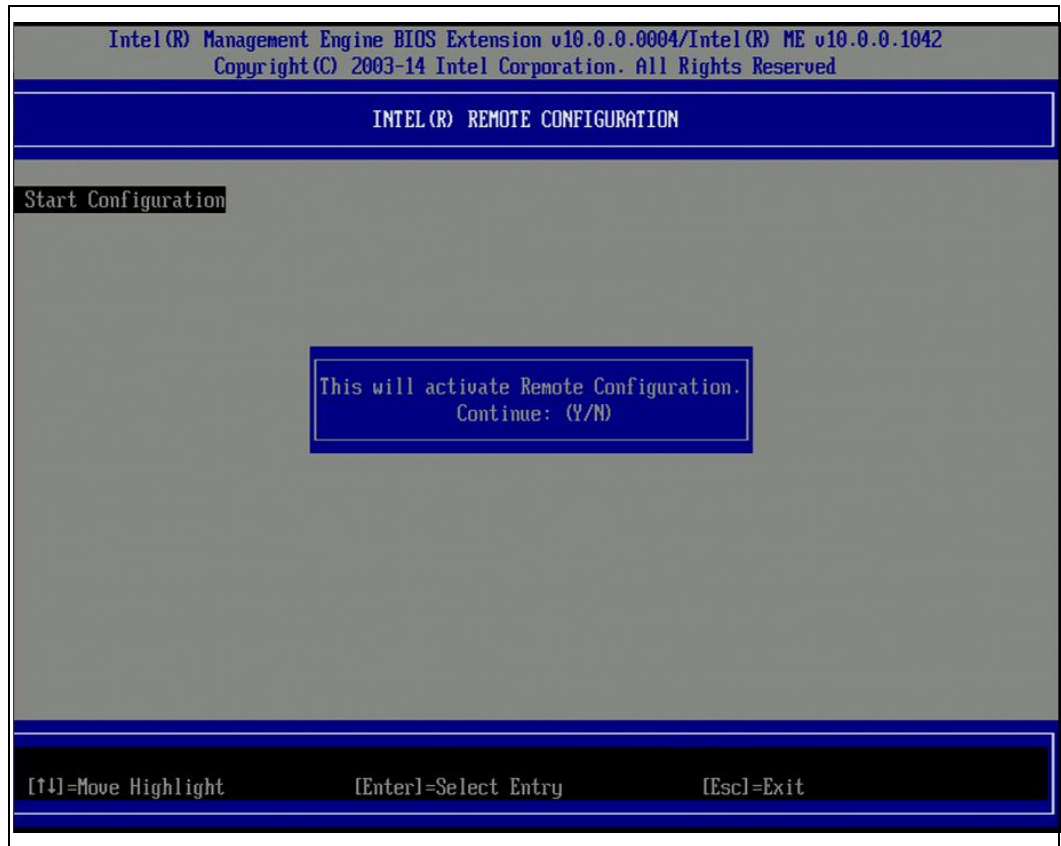 Intel(R) Management Engine BIOS Extension v10.0.0.0004/Intel(R) ME v10.0.0.1042
Copyright(C) 2003-14 Intel Corporation. All Rights Reserved
INTEL(R) REMOTE CONFIGURATION
Start Configuration
This will activate Remote Configuration.
Continue: (Y/N)
[↑↓]=Move Highlight [Enter]=Select Entry [Esc]=Exit